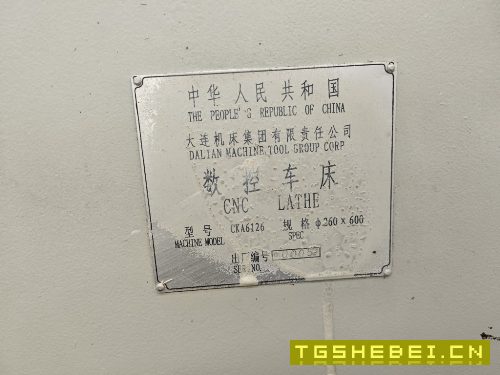 中华人民共和国
THE PEOPLE'S REPUBLIC OF CHINA
大连机床集团有限责任公司
DALIAN MACHINE TOOL GROUP CORP
数控车床
CNC LATHE
型号 CKA6126 规格 φ260×600
MACHINE MODEL SPEC
出厂编号
SER.NO.
TGSHEBEI.CN